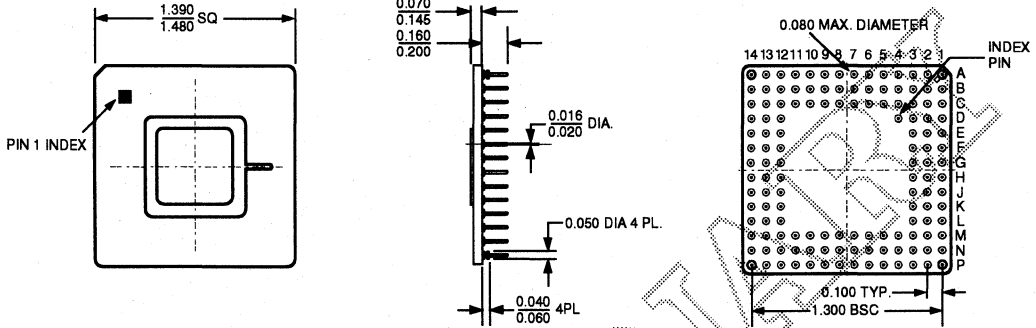 1.390
1.480 SQ
PIN 1 INDEX
0.070
0.145
0.160
0.200
0.016
0.020 DIA.
0.050 DIA 4 PL.
0.040
0.060 4PL
0.080 MAX. DIAMETER
INDEX
PIN
14 13 12 11 10 9 8 7 6 5 4 3 2 1
A
B
C
D
E
F
G
H
J
K
L
M
N
P
0.100 TYP.
1.300 BSC